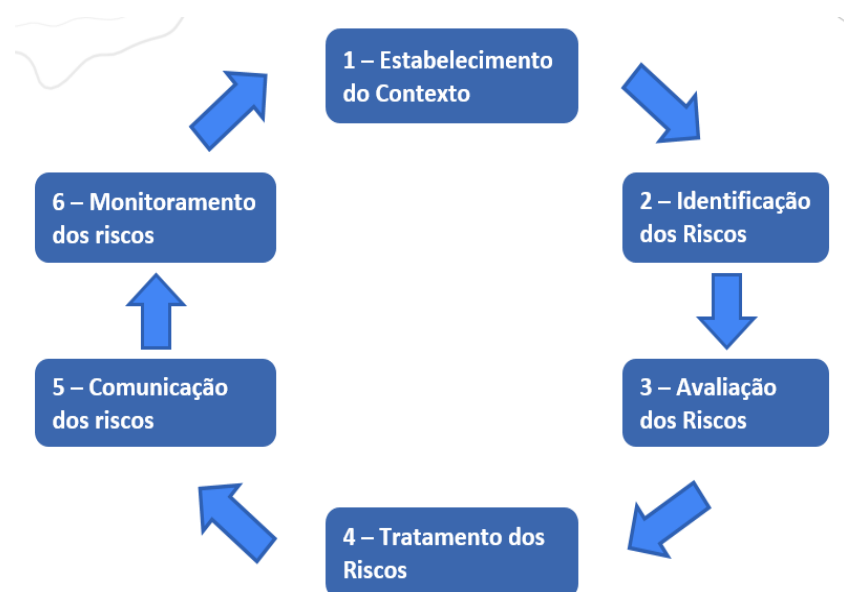 1 – Estabelecimento
do Contexto
2 – Identificação
dos Riscos
3 – Avaliação
dos Riscos
4 – Tratamento dos
Riscos
5 – Comunicação
dos riscos
6 – Monitoramento
dos riscos